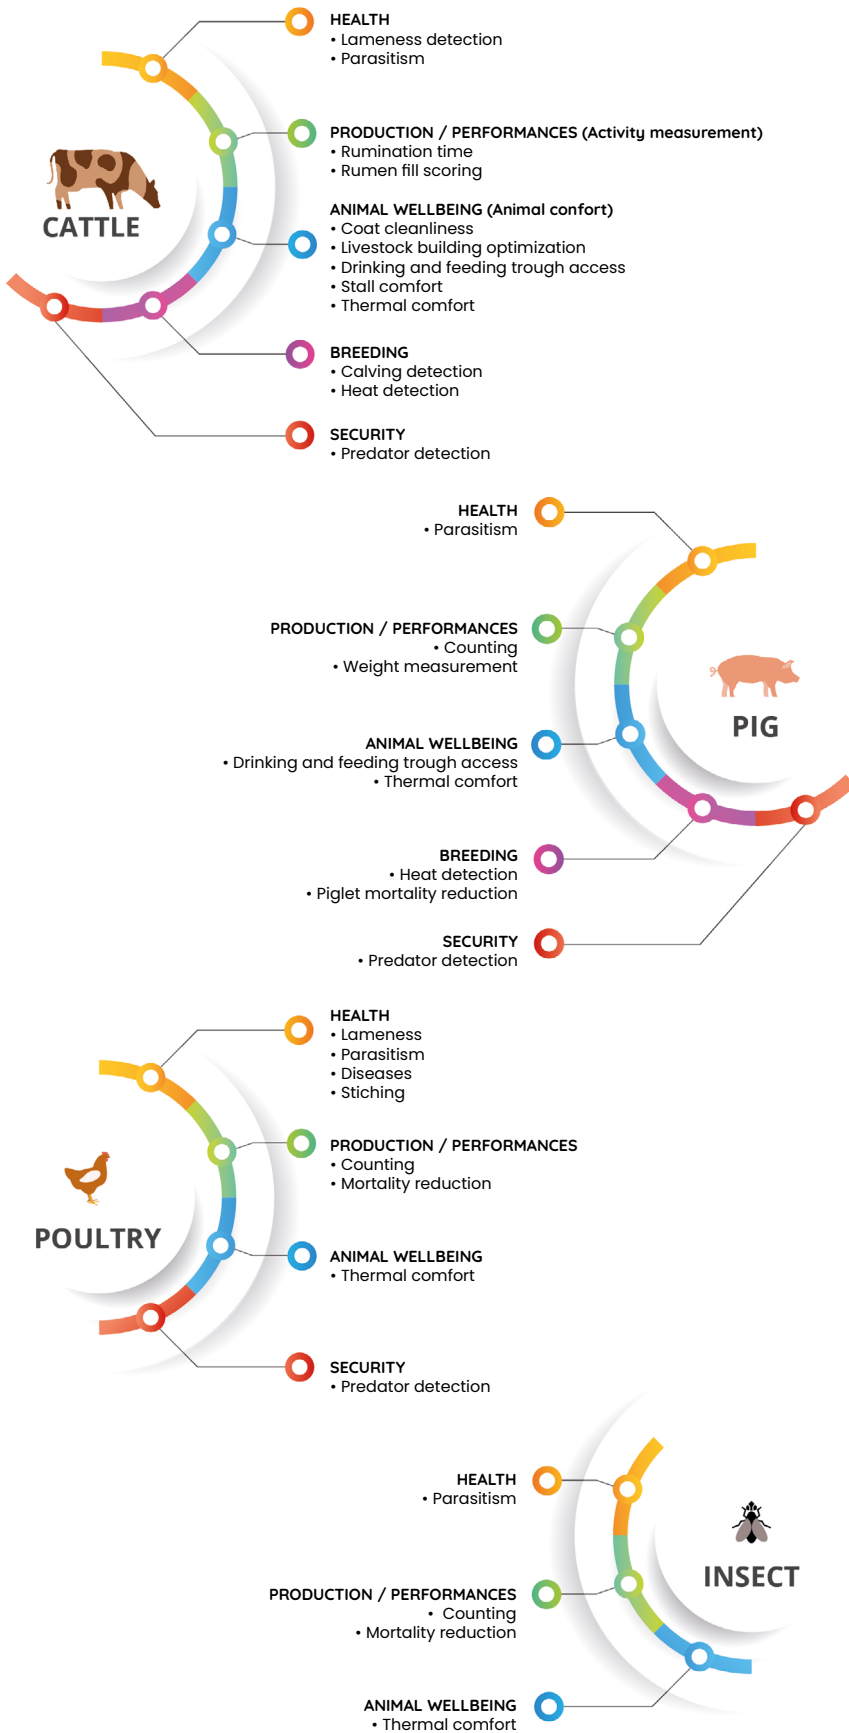 HEALTH
• Lameness detection
• Parasitism
PRODUCTION / PERFORMANCES (Activity measurement)
• Rumination time
• Rumen fill scoring
CATTLE
ANIMAL WELLBEING (Animal confort)
• Coat cleanliness
• Livestock building optimization
• Drinking and feeding trough access
• Stall comfort
• Thermal comfort
BREEDING
• Calving detection
• Heat detection
SECURITY
• Predator detection
HEALTH
• Parasitism
PRODUCTION / PERFORMANCES
• Counting
• Weight measurement
PIG
ANIMAL WELLBEING
• Drinking and feeding trough access
• Thermal comfort
BREEDING
• Heat detection
• Piglet mortality reduction
SECURITY
• Predator detection
HEALTH
• Lameness
• Parasitism
• Diseases
• Stiching
PRODUCTION / PERFORMANCES
• Counting
• Mortality reduction
POULTRY
ANIMAL WELLBEING
• Thermal comfort
SECURITY
• Predator detection
HEALTH
• Parasitism
INSECT
PRODUCTION / PERFORMANCES
• Counting
• Mortality reduction
ANIMAL WELLBEING
• Thermal comfort